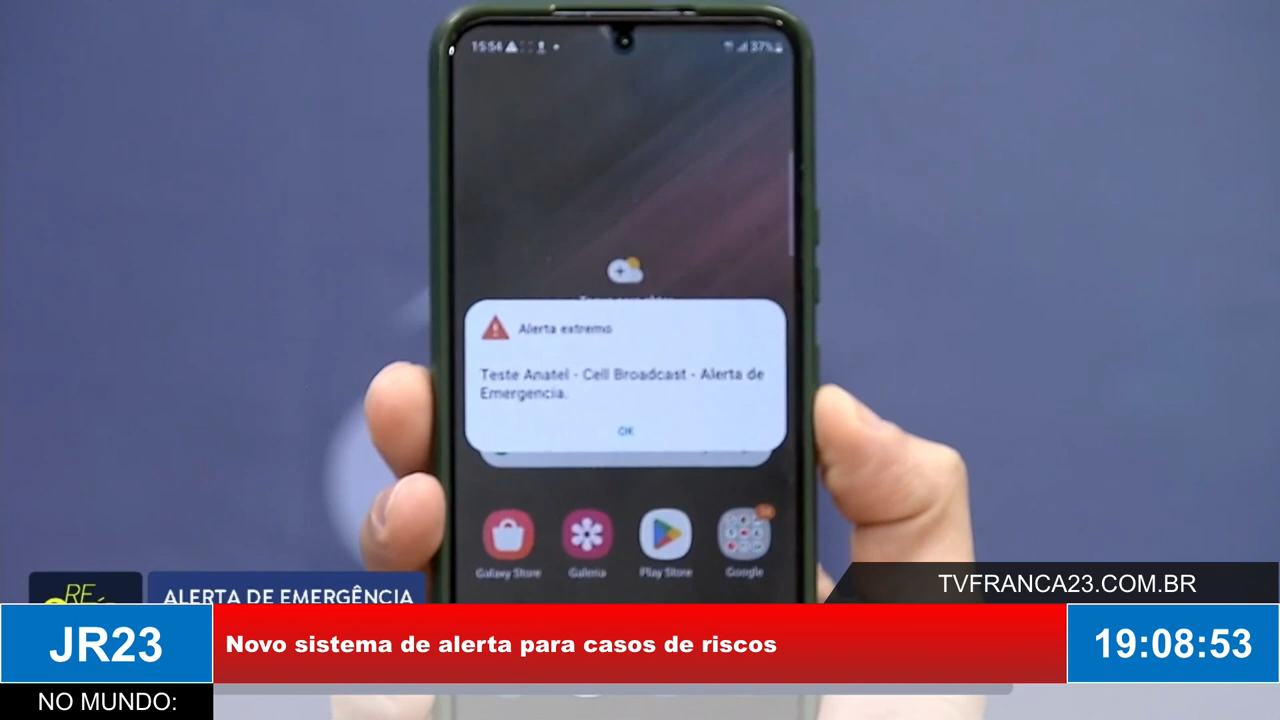 15:54
37%
Alerta extremo
Teste Anatel - Cell Broadcast - Alerta de
Emergencia.
OK
Galaxy Store
Galeria
Play Store
Google
RE
ALERTA DE EMERGÊNCIA
TVFRANCA23.COM.BR
JR23
Novo sistema de alerta para casos de riscos
19:08:53
NO MUNDO: